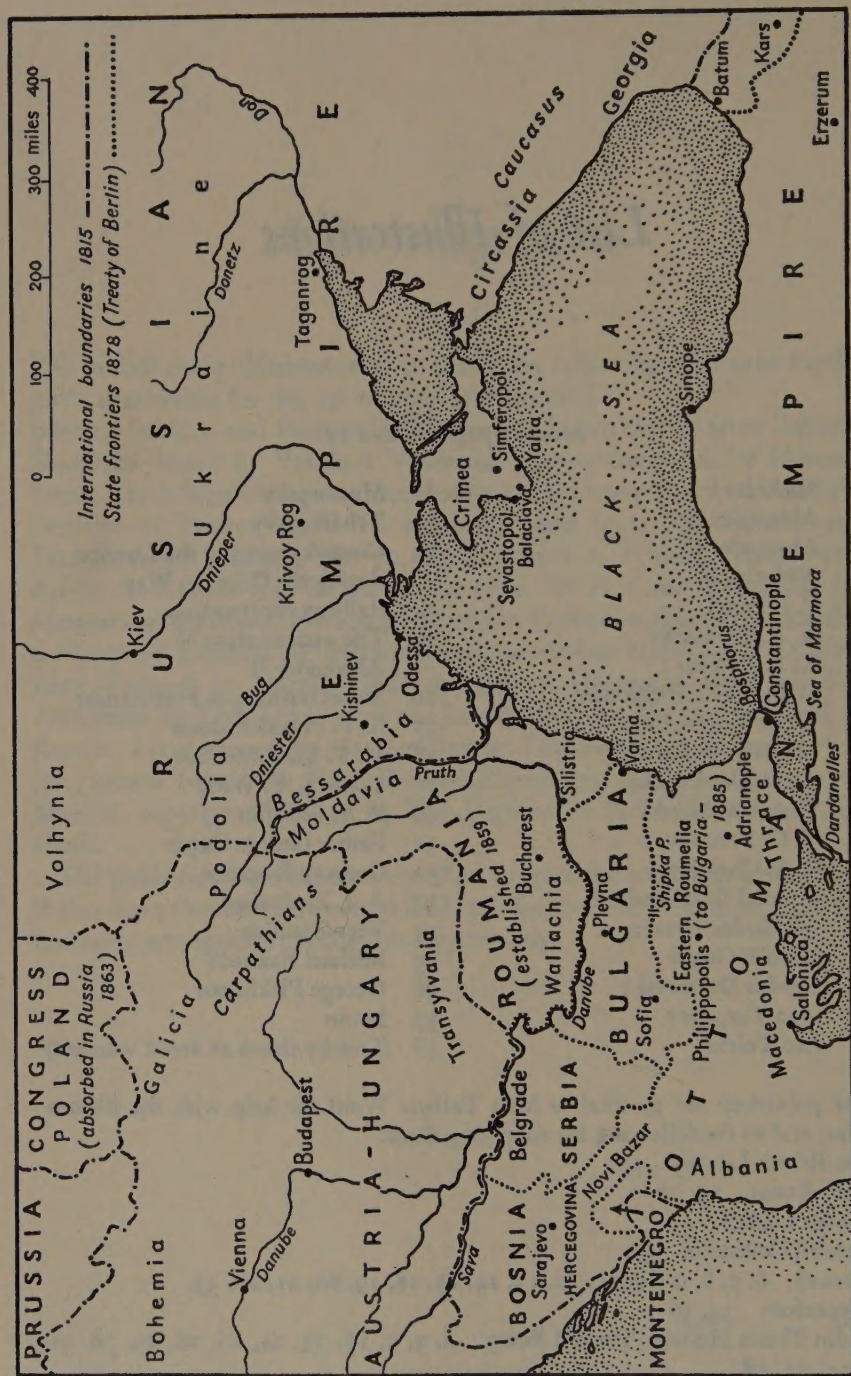 PRUSSIA
CONGRESS
POLAND
(absorbed in Russia
1863)
Volhynia
RUSSIAN
EMPIRE
Ukraine
0 100 200 300 400 miles
International boundaries 1815
State frontiers 1878 (Treaty of Berlin)
Kiev
Dnieper
Donetz
Don
Bohemia
Vienna
Danube
Galicia
Podolia
Bug
Krivoy Rog
Taganrog
Budapest
Carpathians
Dniester
Kishinev
Odessa
Bessarabia
Moldavia
Pruth
AUSTRIA-HUNGARY
Transylvania
Crimea
Simferopol
Sevastopol
Yalta
Balaclava
Circassia
Caucasus
Georgia
ROUMANIA
(established 1859)
Bucharest
Wallachia
Silistria
Danube
Sava
Belgrade
BLACK SEA
BOSNIA
Sarajevo
SERBIA
HERCEGOVINA
Novi Bazar
BULGARIA
Plevna
Varna
Sofia
Shipka P.
Eastern Roumelia
Philippopolis
(to Bulgaria-
1885)
Batum
Kars
Sinope
MONTENEGRO
Albania
OTTOMAN
EMPIRE
Adrianople
Thrace
Bosphorus
Constantinople
Sea of Marmora
Erzerum
Macedonia
Salonica
Dardanelles